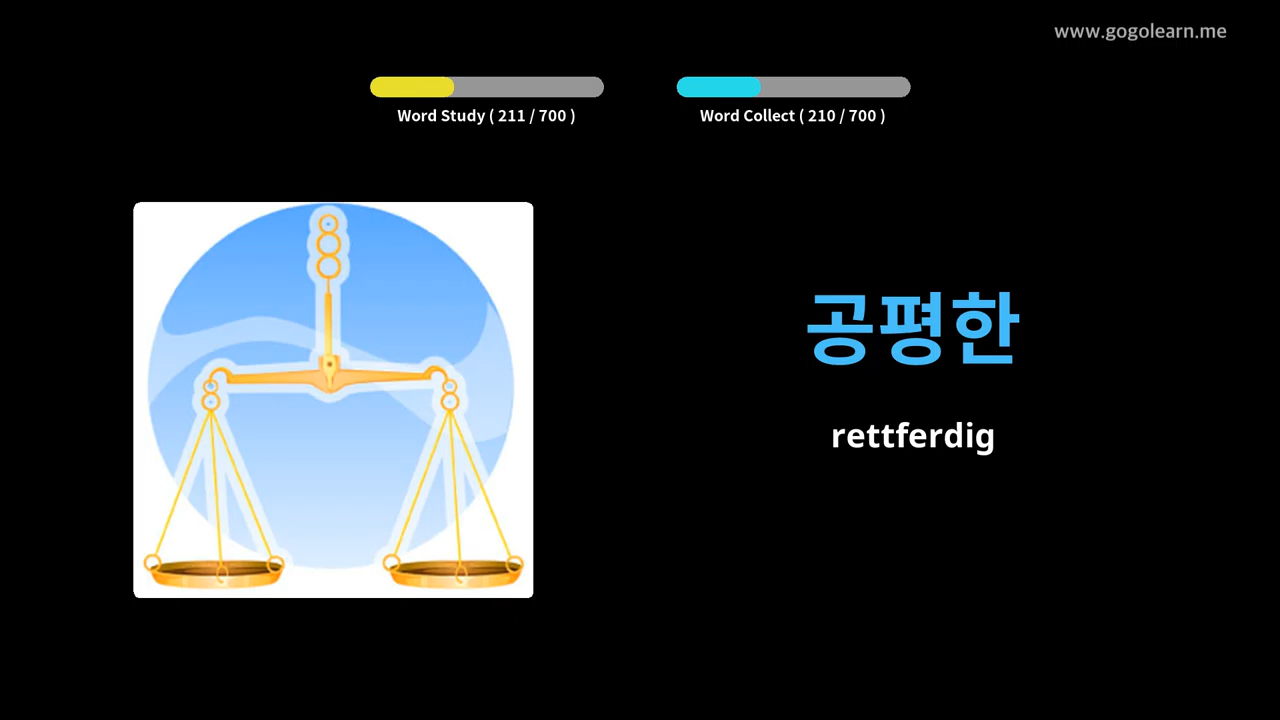 www.gogolearn.me
Word Study ( 211 / 700 )
Word Collect ( 210 / 700 )
공평한
rettferdig